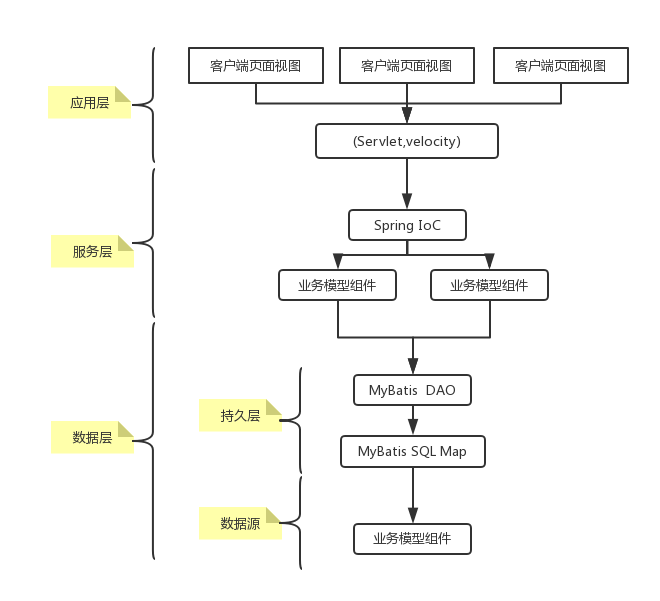 客户端页面视图
客户端页面视图
客户端页面视图
应用层
(Servlet,velocity)
Spring IoC
服务层
业务模型组件
业务模型组件
MyBatis  DAO
持久层
数据层
MyBatis SQL Map
数据源
业务模型组件